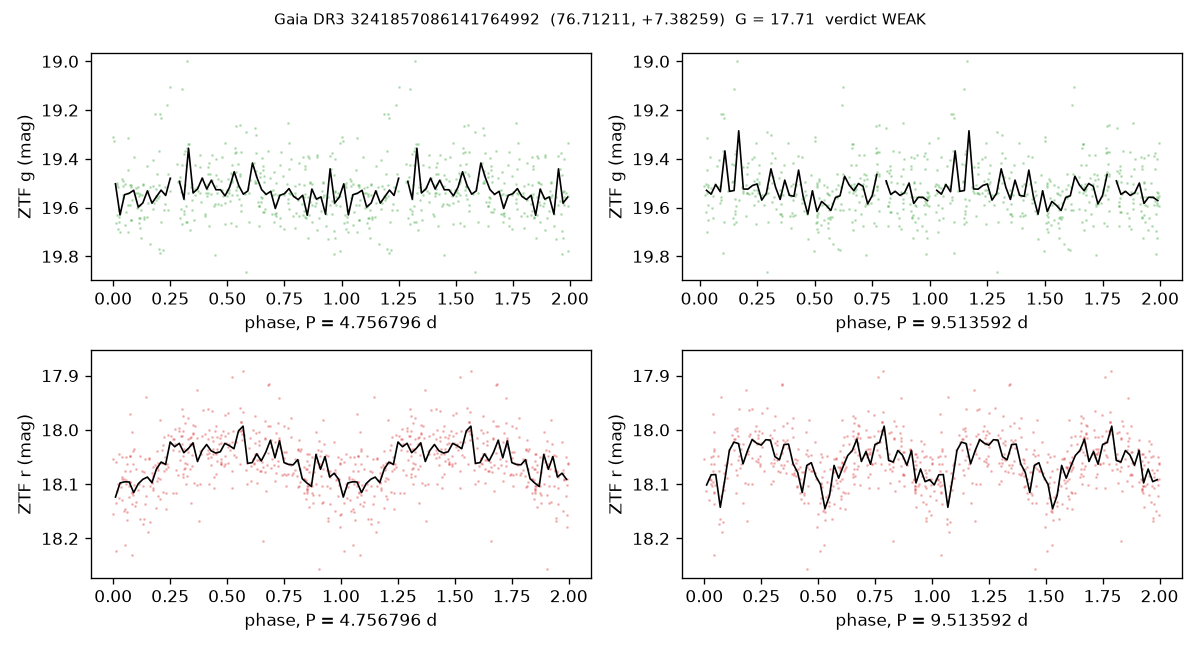 Gaia DR3 3241857086141764992  (76.71211, +7.38259)  G = 17.71  verdict WEAK
ZTF g (mag)
19.0
19.2
19.4
19.6
19.8
0.00 0.25 0.50 0.75 1.00 1.25 1.50 1.75 2.00
phase, P = 4.756796 d
ZTF g (mag)
19.0
19.2
19.4
19.6
19.8
0.00 0.25 0.50 0.75 1.00 1.25 1.50 1.75 2.00
phase, P = 9.513592 d
ZTF r (mag)
17.9
18.0
18.1
18.2
0.00 0.25 0.50 0.75 1.00 1.25 1.50 1.75 2.00
phase, P = 4.756796 d
ZTF r (mag)
17.9
18.0
18.1
18.2
0.00 0.25 0.50 0.75 1.00 1.25 1.50 1.75 2.00
phase, P = 9.513592 d